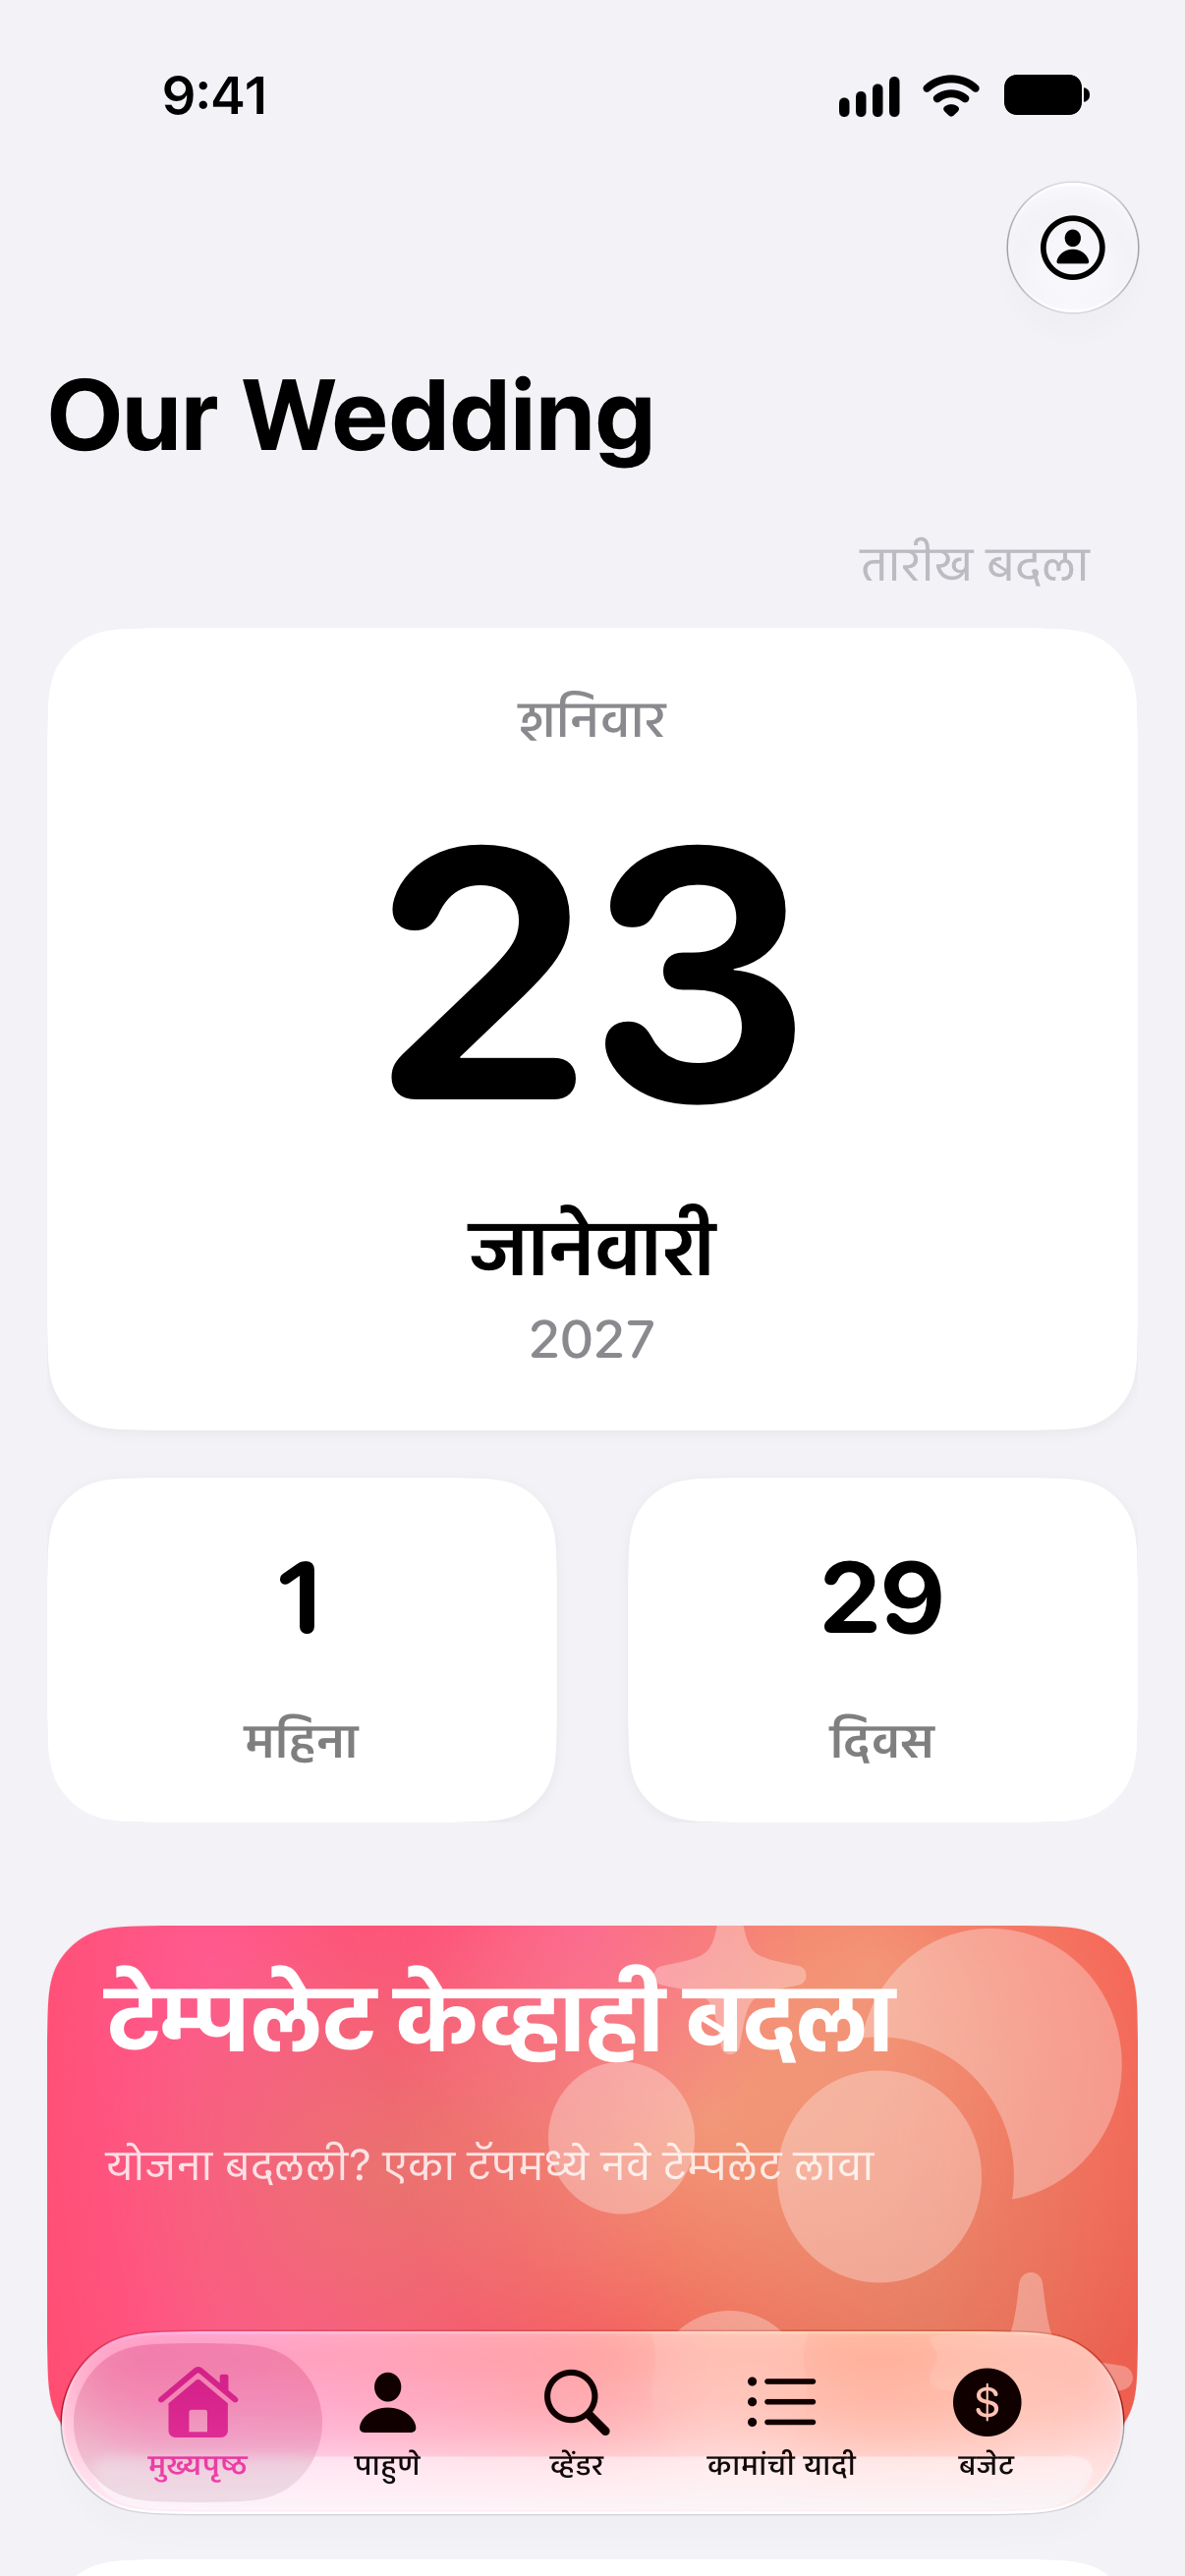 9:41
Our Wedding
तारीख बदला
शनिवार
23
जानेवारी
2027
1
महिना
29
दिवस
टेम्पलेट केव्हाही बदला
योजना बदलली? एका टॅपमध्ये नवे टेम्पलेट लावा
मुख्यपृष्ठ
पाहुणे
व्हेंडर
कामांची यादी
बजेट